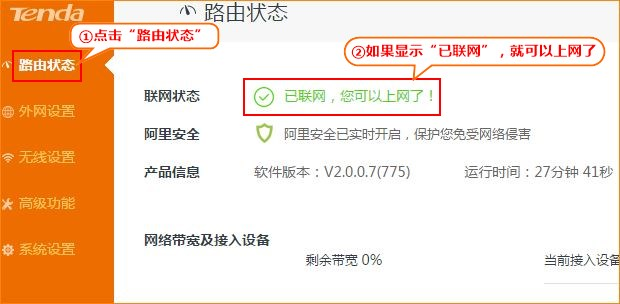 Tenda
路由状态
①点击“路由状态”
②如果显示“已联网”，就可以上网了
路由状态
外网设置
无线设置
高级功能
系统设置
联网状态
已联网，您可以上网了！
阿里安全
阿里安全已实时开启，保护您免受网络侵害
产品信息
软件版本：V2.0.0.7(775)
运行时间：27分钟 41秒
网络带宽及接入设备
剩余带宽 0%
当前接入设备